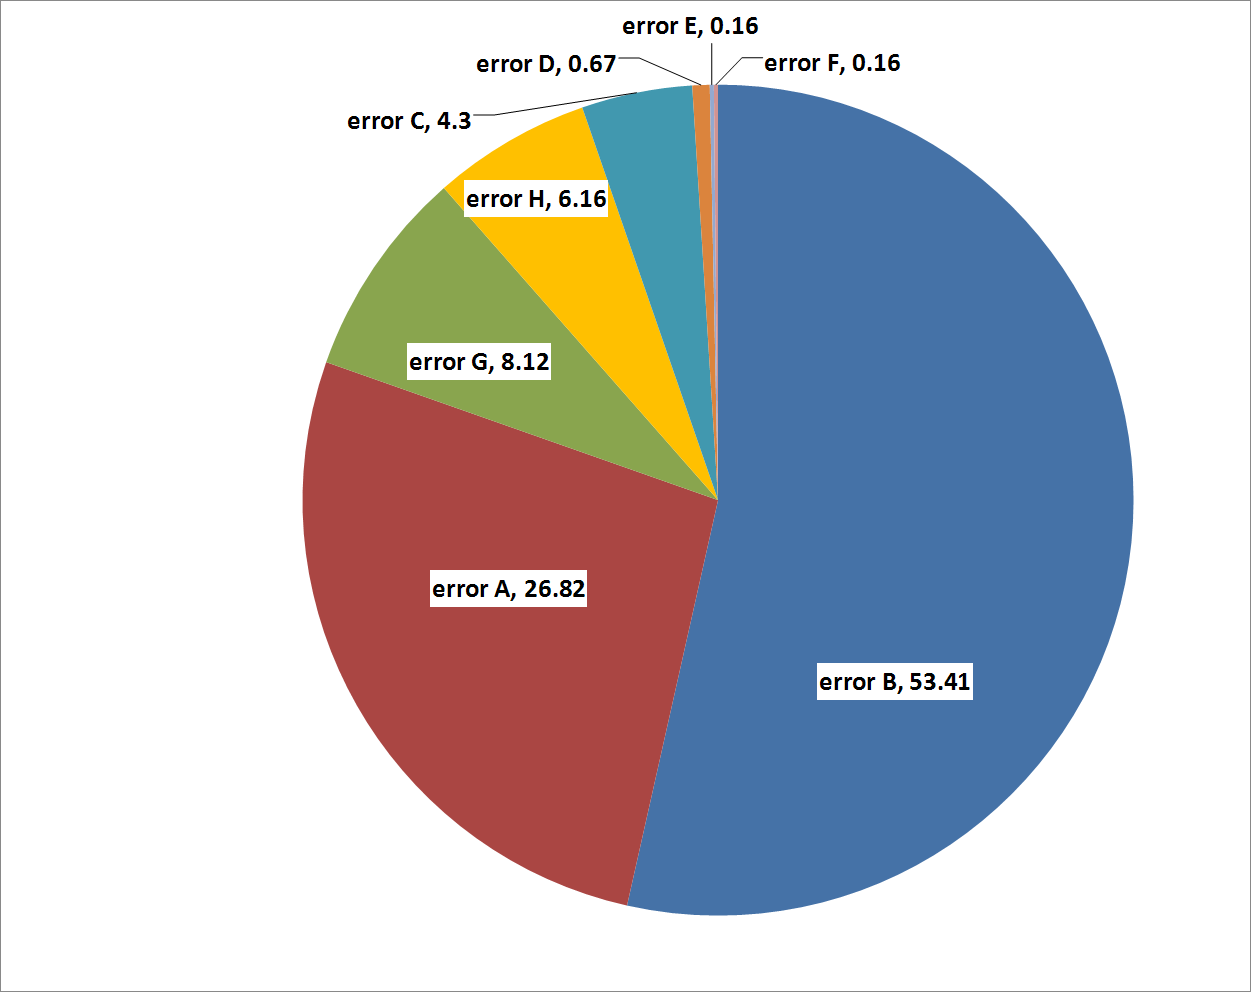 error E, 0.16
error D, 0.67
error F, 0.16
error C, 4.3
error H, 6.16
error G, 8.12
error A, 26.82
error B, 53.41